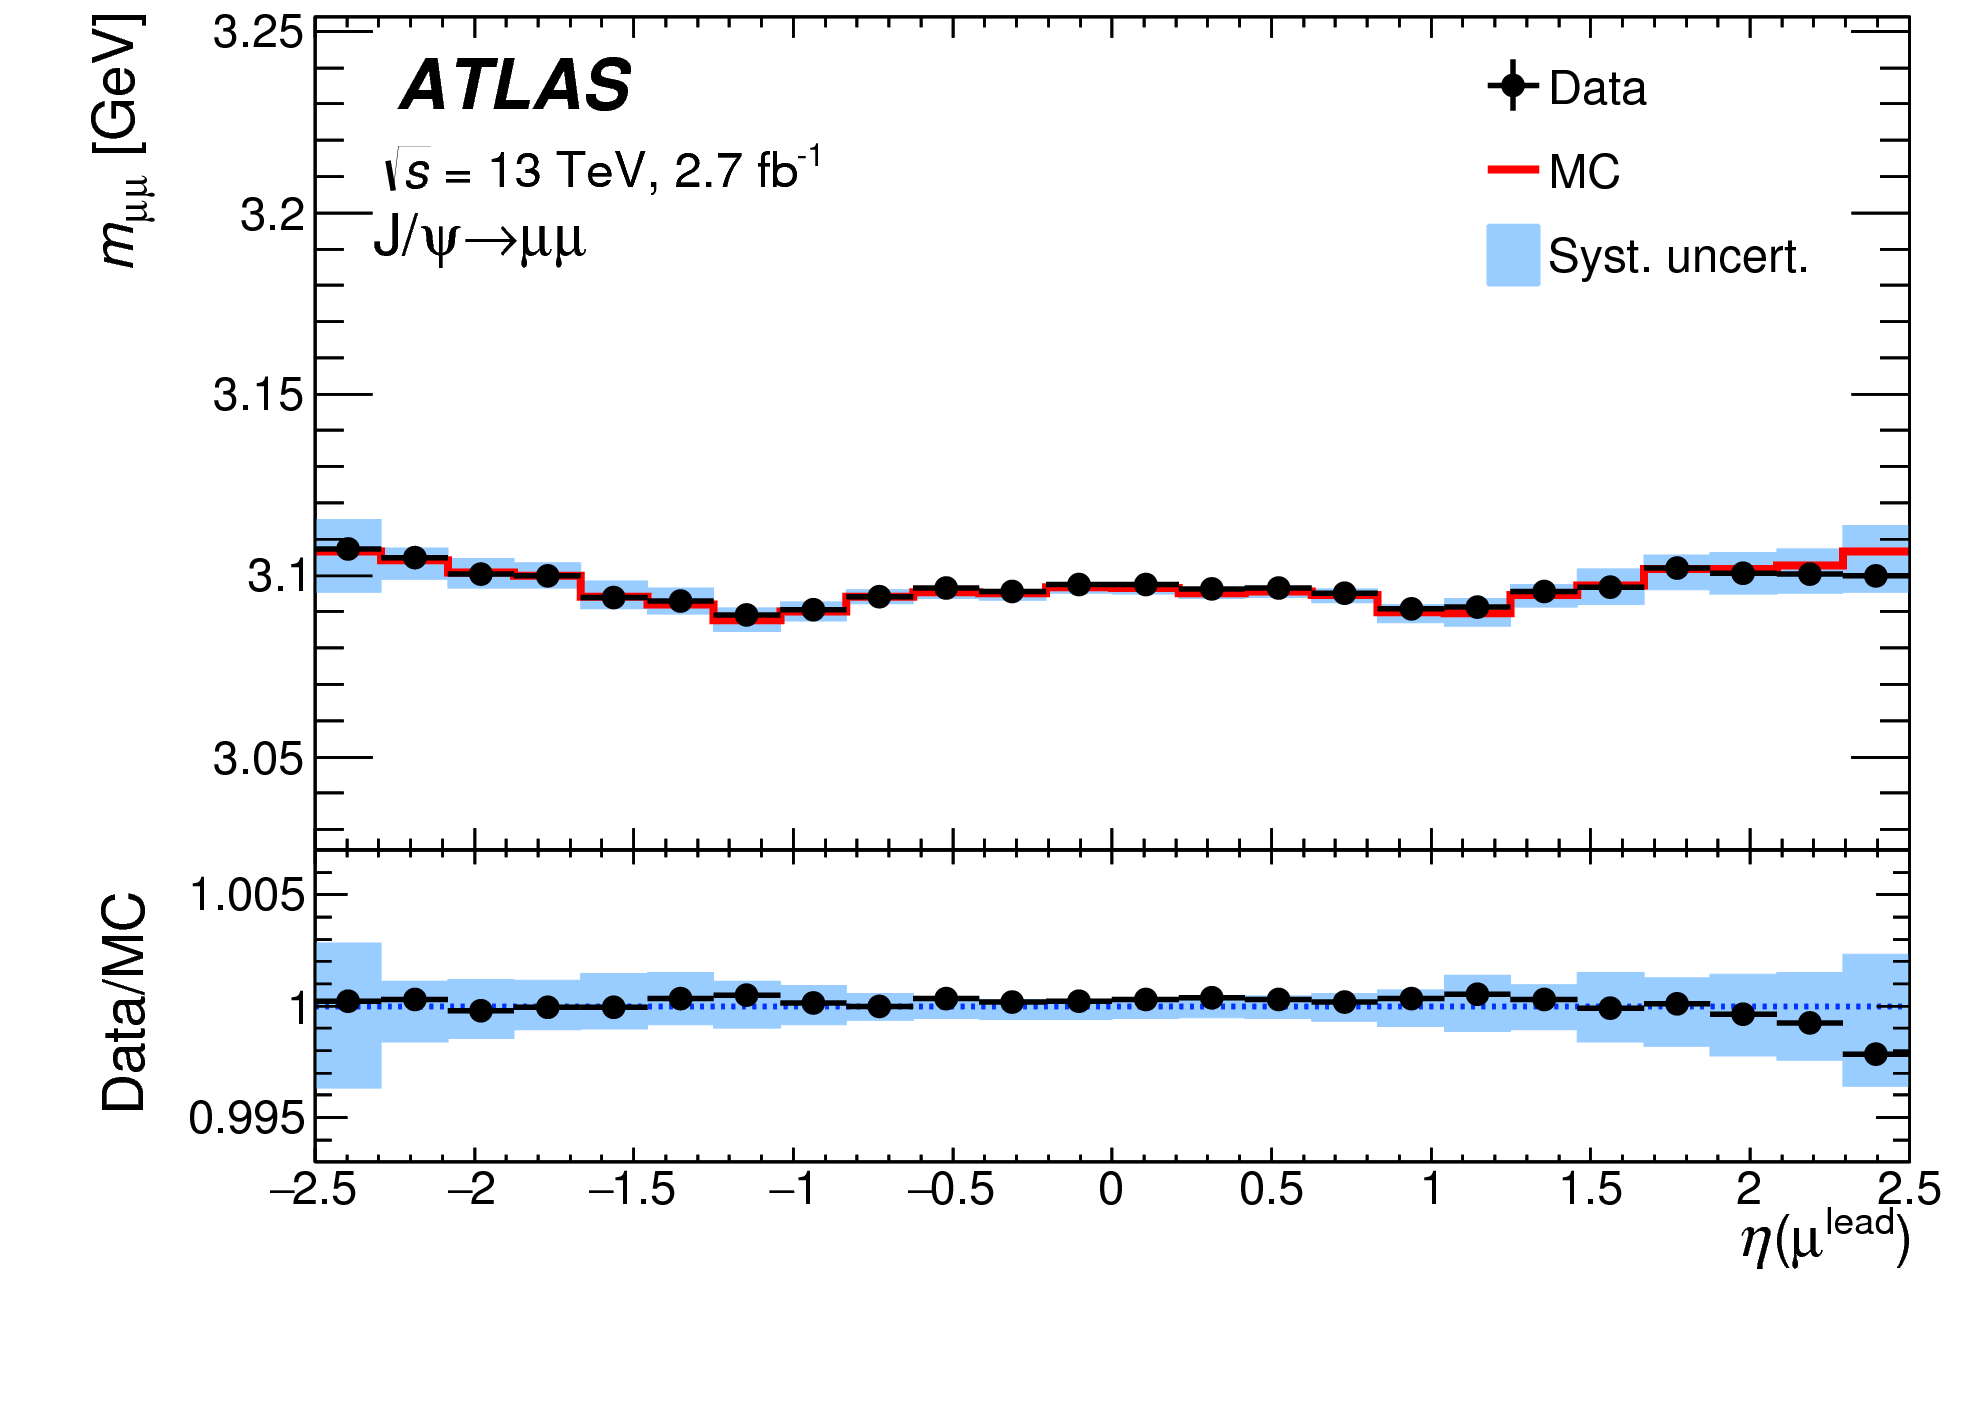 3.25
3.2
3.15
3.1
3.05
m_μμ [GeV]
ATLAS
√s = 13 TeV, 2.7 fb⁻¹
J/ψ→μμ
Data
MC
Syst. uncert.
1.005
1
0.995
Data/MC
−2.5 −2 −1.5 −1 −0.5 0 0.5 1 1.5 2 2.5
η(μ^lead)